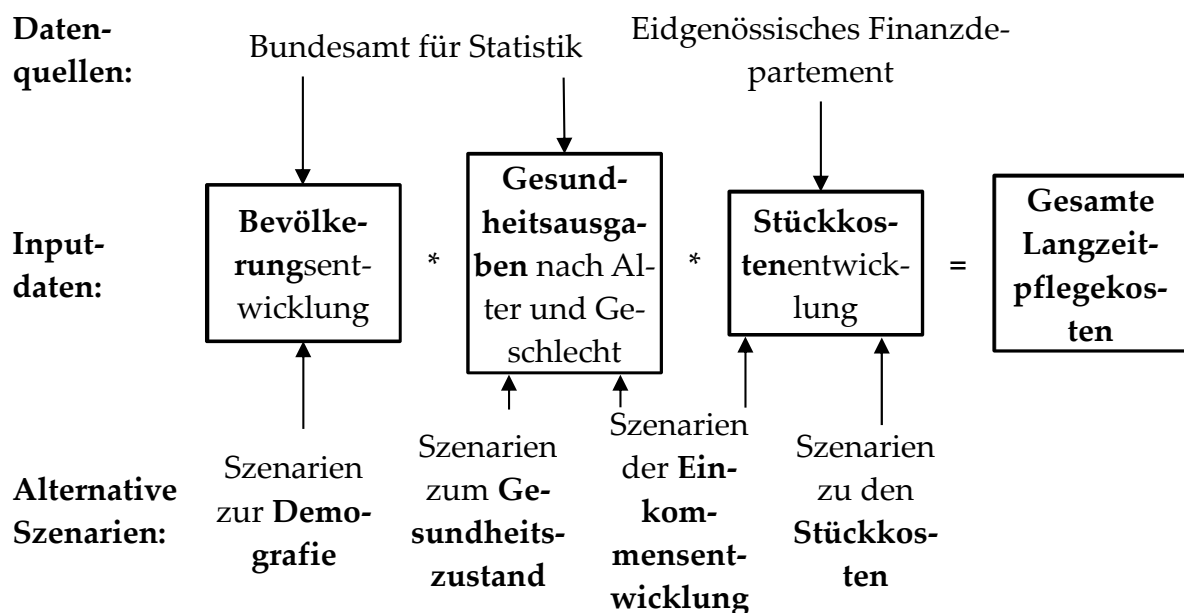 Daten-
quellen:
Bundesamt für Statistik
Eidgenössisches Finanzde-
partement
Input-
daten:
Bevölke-
rungsent-
wicklung
*
Gesund-
heitsausga-
ben nach Al-
ter und Ge-
schlecht
*
Stückkos-
tenentwick-
lung
=
Gesamte
Langzeit-
pflegekos-
ten
Alternative
Szenarien:
Szenarien
zur Demo-
grafie
Szenarien
zum Ge-
sundheits-
zustand
Szenarien
der Ein-
kom-
mensent-
wicklung
Szenarien
zu den
Stückkos-
ten